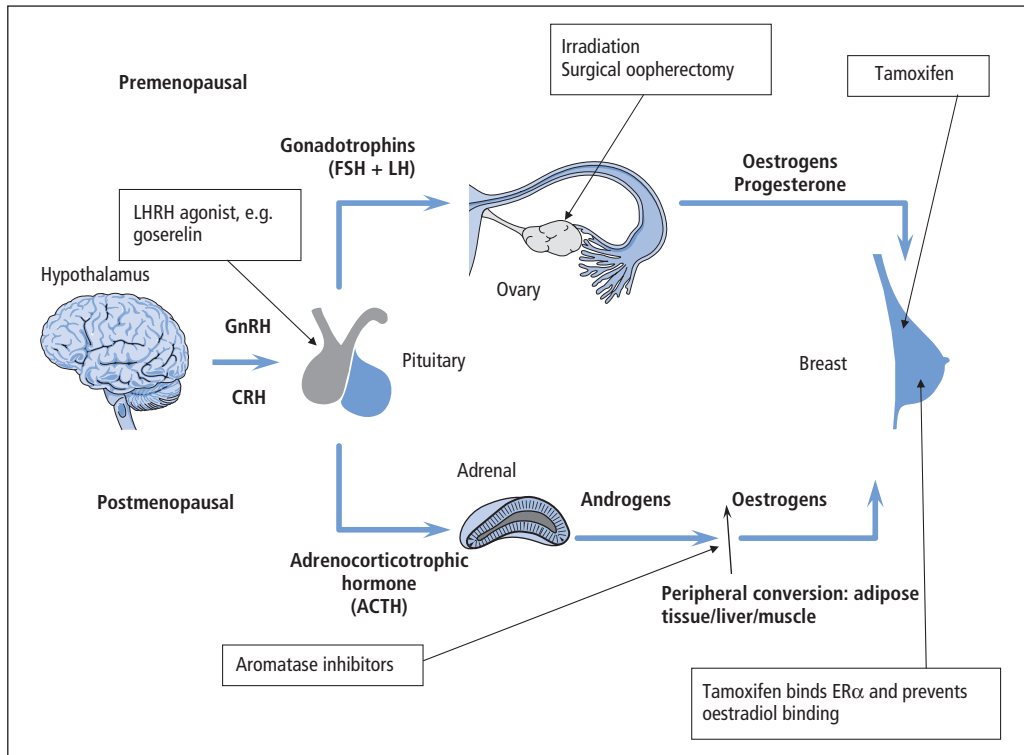 Premenopausal
Irradiation
Surgical oopherectomy
Tamoxifen
Gonadotrophins
(FSH + LH)
Oestrogens
Progesterone
LHRH agonist, e.g.
goserelin
Hypothalamus
Ovary
GnRH
Pituitary
Breast
CRH
Adrenal
Postmenopausal
Androgens
Oestrogens
Adrenocorticotrophic
hormone
(ACTH)
Peripheral conversion: adipose
tissue/liver/muscle
Aromatase inhibitors
Tamoxifen binds ERα and prevents
oestradiol binding